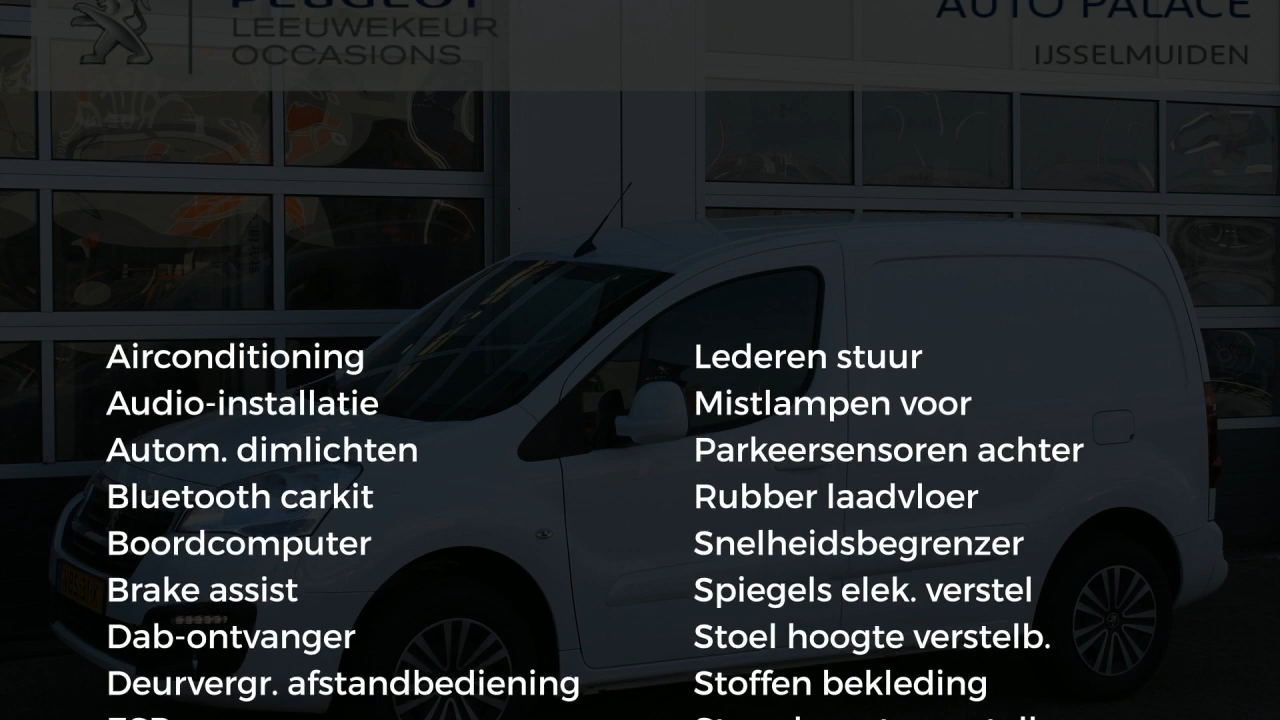 PEUGEOT
LEEUWEKEUR
OCCASIONS
AUTO PALACE
IJSSELMUIDEN
Airconditioning
Audio-installatie
Autom. dimlichten
Bluetooth carkit
Boordcomputer
Brake assist
Dab-ontvanger
Deurvergr. afstandbediening
Lederen stuur
Mistlampen voor
Parkeersensoren achter
Rubber laadvloer
Snelheidsbegrenzer
Spiegels elek. verstel
Stoel hoogte verstelb.
Stoffen bekleding